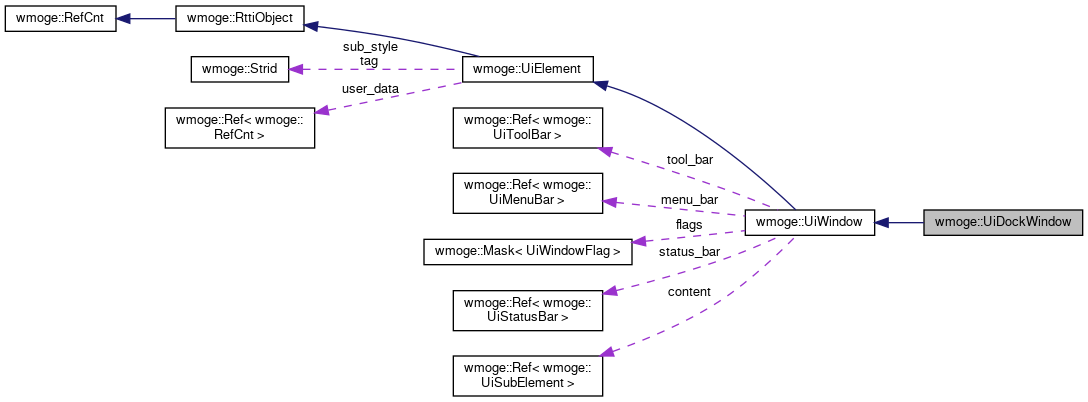 wmoge::RefCnt
wmoge::RttiObject
sub_style
tag
wmoge::Strid
wmoge::UiElement
user_data
wmoge::Ref< wmoge::
RefCnt >
wmoge::Ref< wmoge::
UiToolBar >
tool_bar
wmoge::Ref< wmoge::
UiMenuBar >
menu_bar
flags
wmoge::UiWindow
wmoge::UiDockWindow
wmoge::Mask< UiWindowFlag >
status_bar
wmoge::Ref< wmoge::
UiStatusBar >
content
wmoge::Ref< wmoge::
UiSubElement >